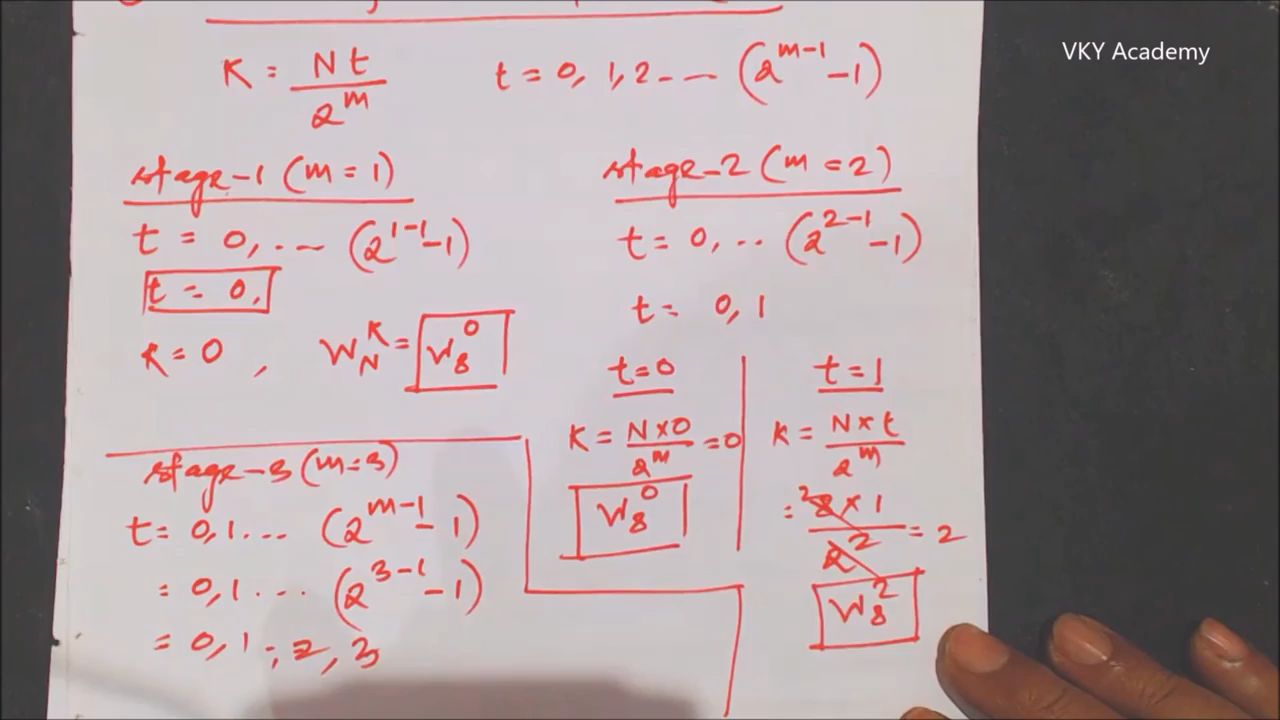 VKY Academy
K = Nt / 2^m    t = 0, 1, 2 - - - (2^{m-1} - 1)
stage-1 (m = 1)
t = 0, . . — (2^{1-1} - 1)
t = 0,
K = 0 , W_N^K = W_8^0
stage-2 (m = 2)
t = 0, . . (2^{2-1} - 1)
t = 0, 1
t = 0
K = N × 0 / 2^m = 0
W_8^0
t = 1
K = N × t / 2^m
= 8 × 1 / 2^2 = 2
W_8^2
stage-3 (m = 3)
t = 0, 1 . . . (2^{m-1} - 1)
= 0, 1 . . . . (2^{3-1} - 1)
= 0, 1, 2, 3